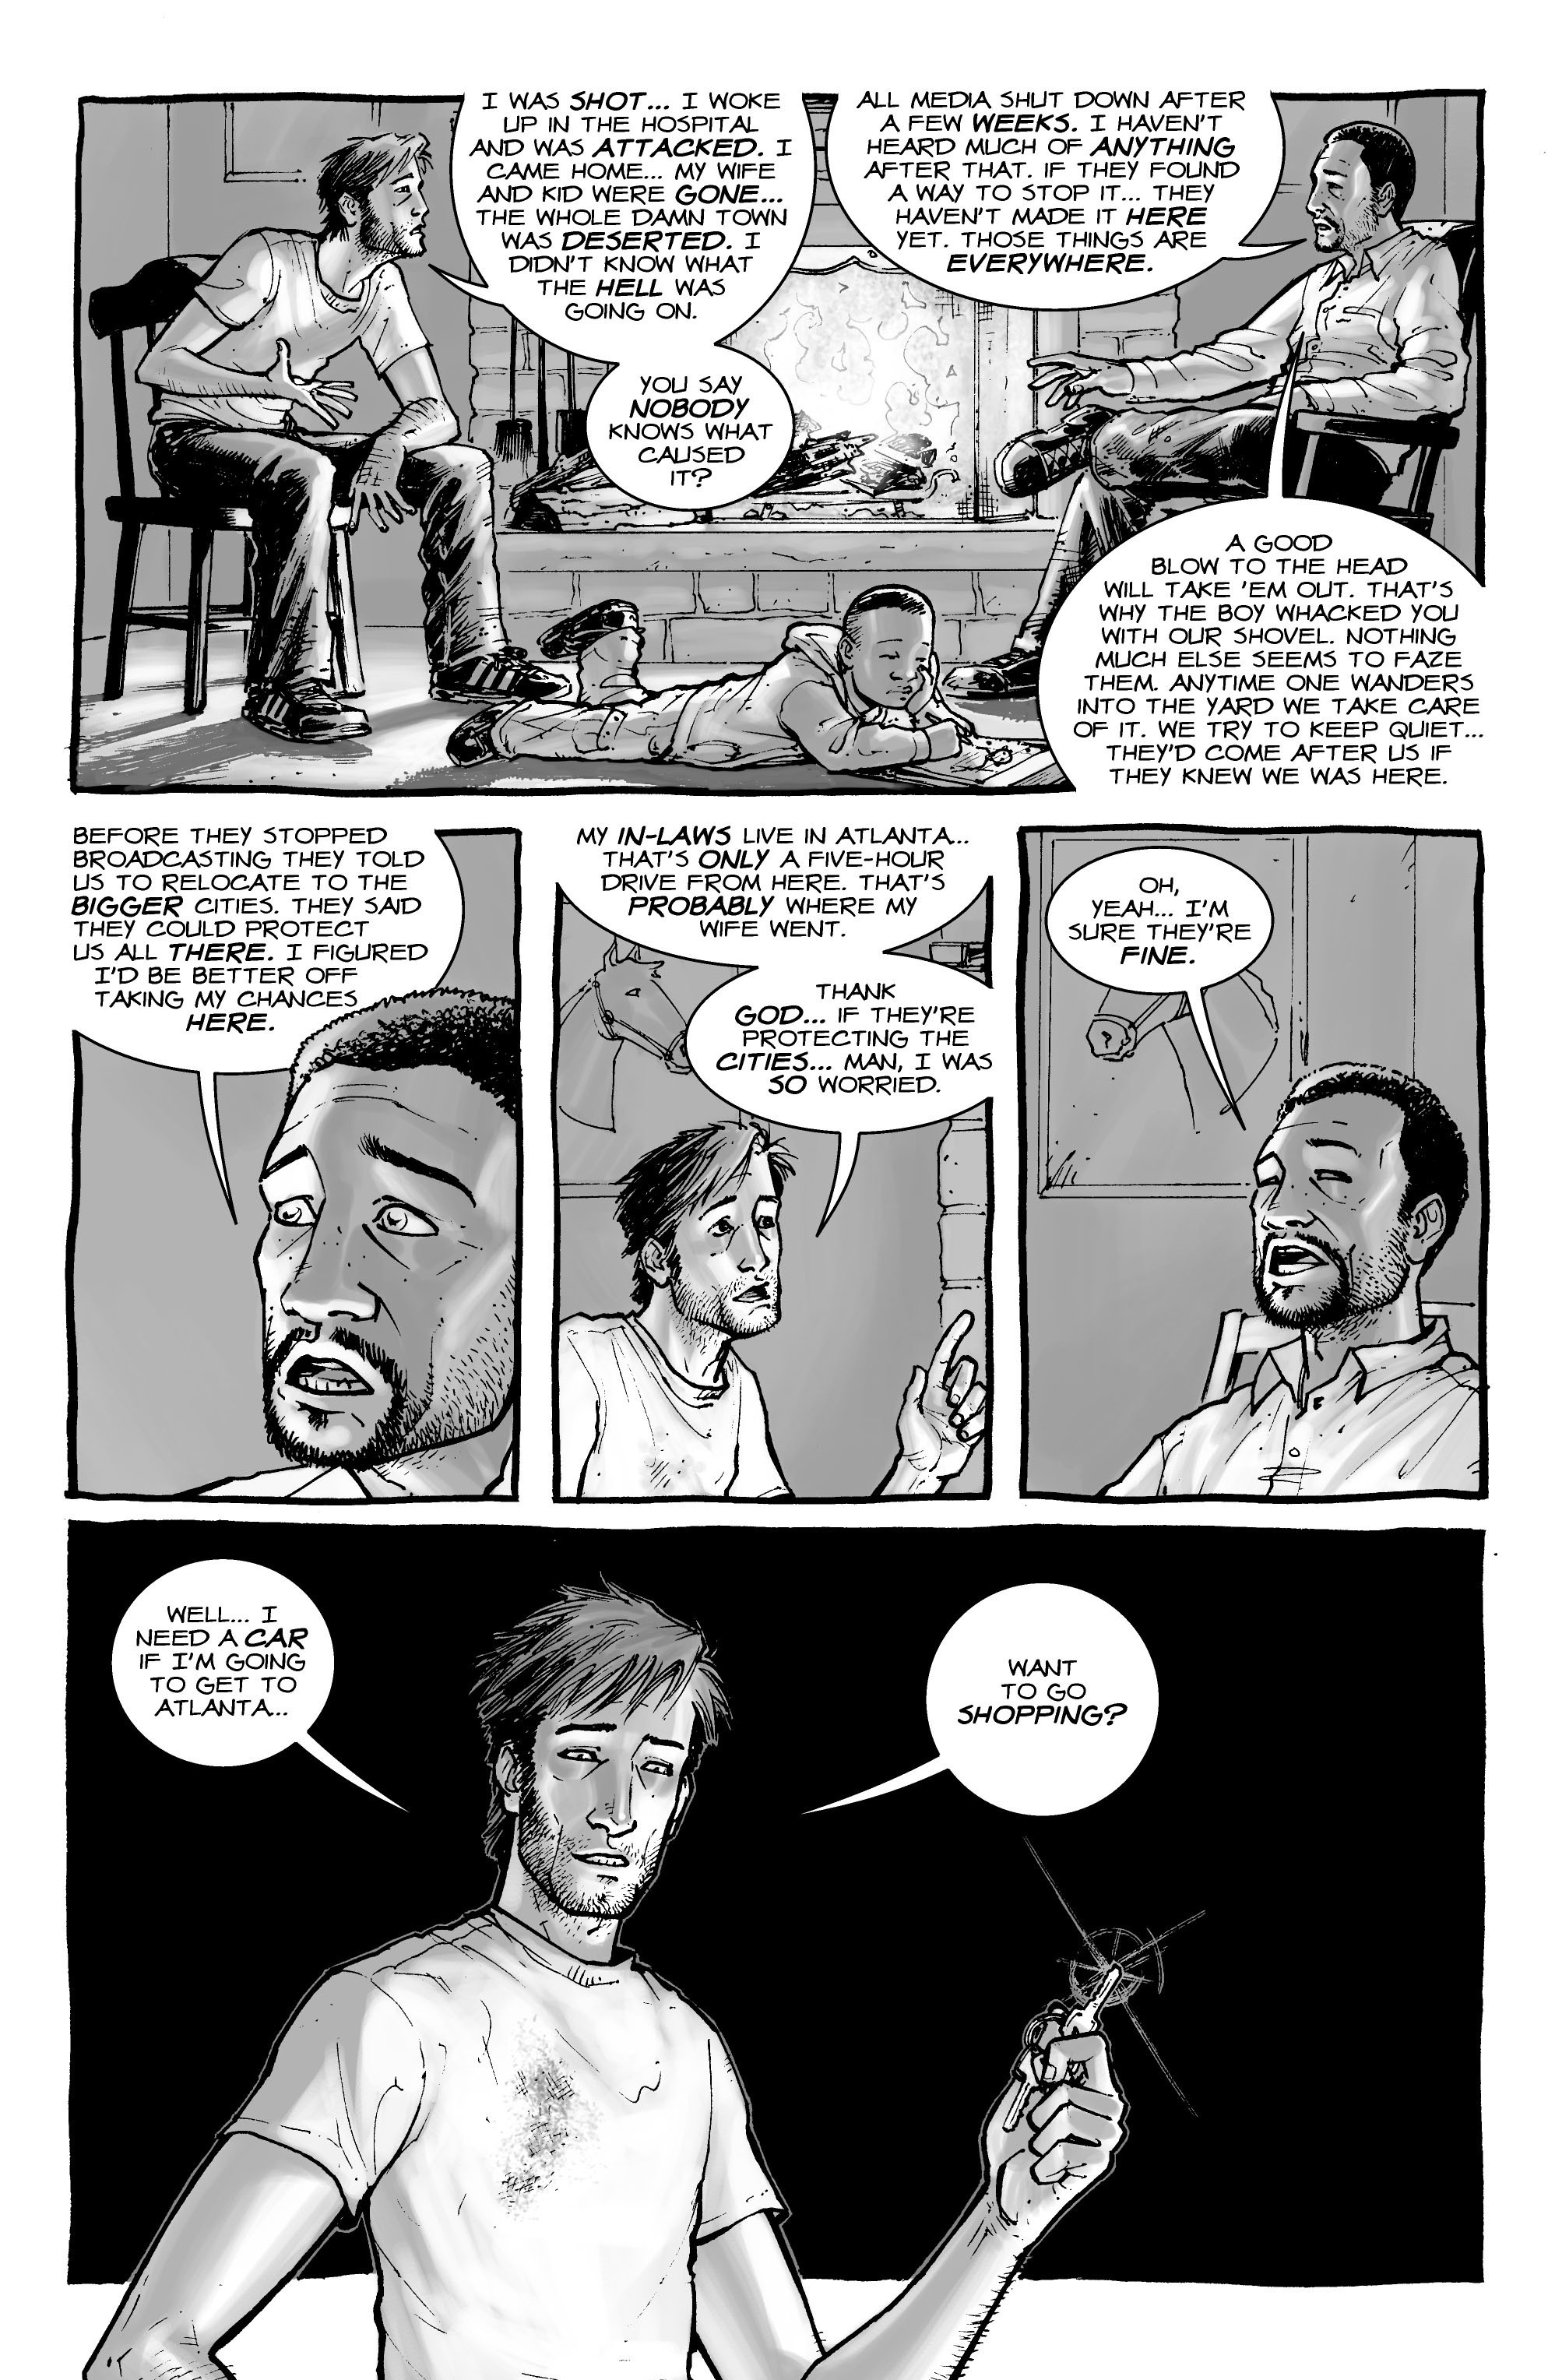 I WAS SHOT... I WOKE
UP IN THE HOSPITAL
AND WAS ATTACKED. I
CAME HOME... MY WIFE
AND KID WERE GONE...
THE WHOLE DAMN TOWN
WAS DESERTED. I
DIDN'T KNOW WHAT
THE HELL WAS
GOING ON.
YOU SAY
NOBODY
KNOWS WHAT
CAUSED
IT?
ALL MEDIA SHUT DOWN AFTER
A FEW WEEKS. I HAVEN'T
HEARD MUCH OF ANYTHING
AFTER THAT. IF THEY FOUND
A WAY TO STOP IT... THEY
HAVEN'T MADE IT HERE
YET. THOSE THINGS ARE
EVERYWHERE.
A GOOD
BLOW TO THE HEAD
WILL TAKE 'EM OUT. THAT'S
WHY THE BOY WHACKED YOU
WITH OUR SHOVEL. NOTHING
MUCH ELSE SEEMS TO FAZE
THEM. ANYTIME ONE WANDERS
INTO THE YARD WE TAKE CARE
OF IT. WE TRY TO KEEP QUIET...
THEY'D COME AFTER US IF
THEY KNEW WE WAS HERE.
BEFORE THEY STOPPED
BROADCASTING THEY TOLD
US TO RELOCATE TO THE
BIGGER CITIES. THEY SAID
THEY COULD PROTECT
US ALL THERE. I FIGURED
I'D BE BETTER OFF
TAKING MY CHANCES
HERE.
MY IN-LAWS LIVE IN ATLANTA...
THAT'S ONLY A FIVE-HOUR
DRIVE FROM HERE. THAT'S
PROBABLY WHERE MY
WIFE WENT.
THANK
GOD... IF THEY'RE
PROTECTING THE
CITIES... MAN, I WAS
SO WORRIED.
OH,
YEAH... I'M
SURE THEY'RE
FINE.
WELL... I
NEED A CAR
IF I'M GOING
TO GET TO
ATLANTA...
WANT
TO GO
SHOPPING?